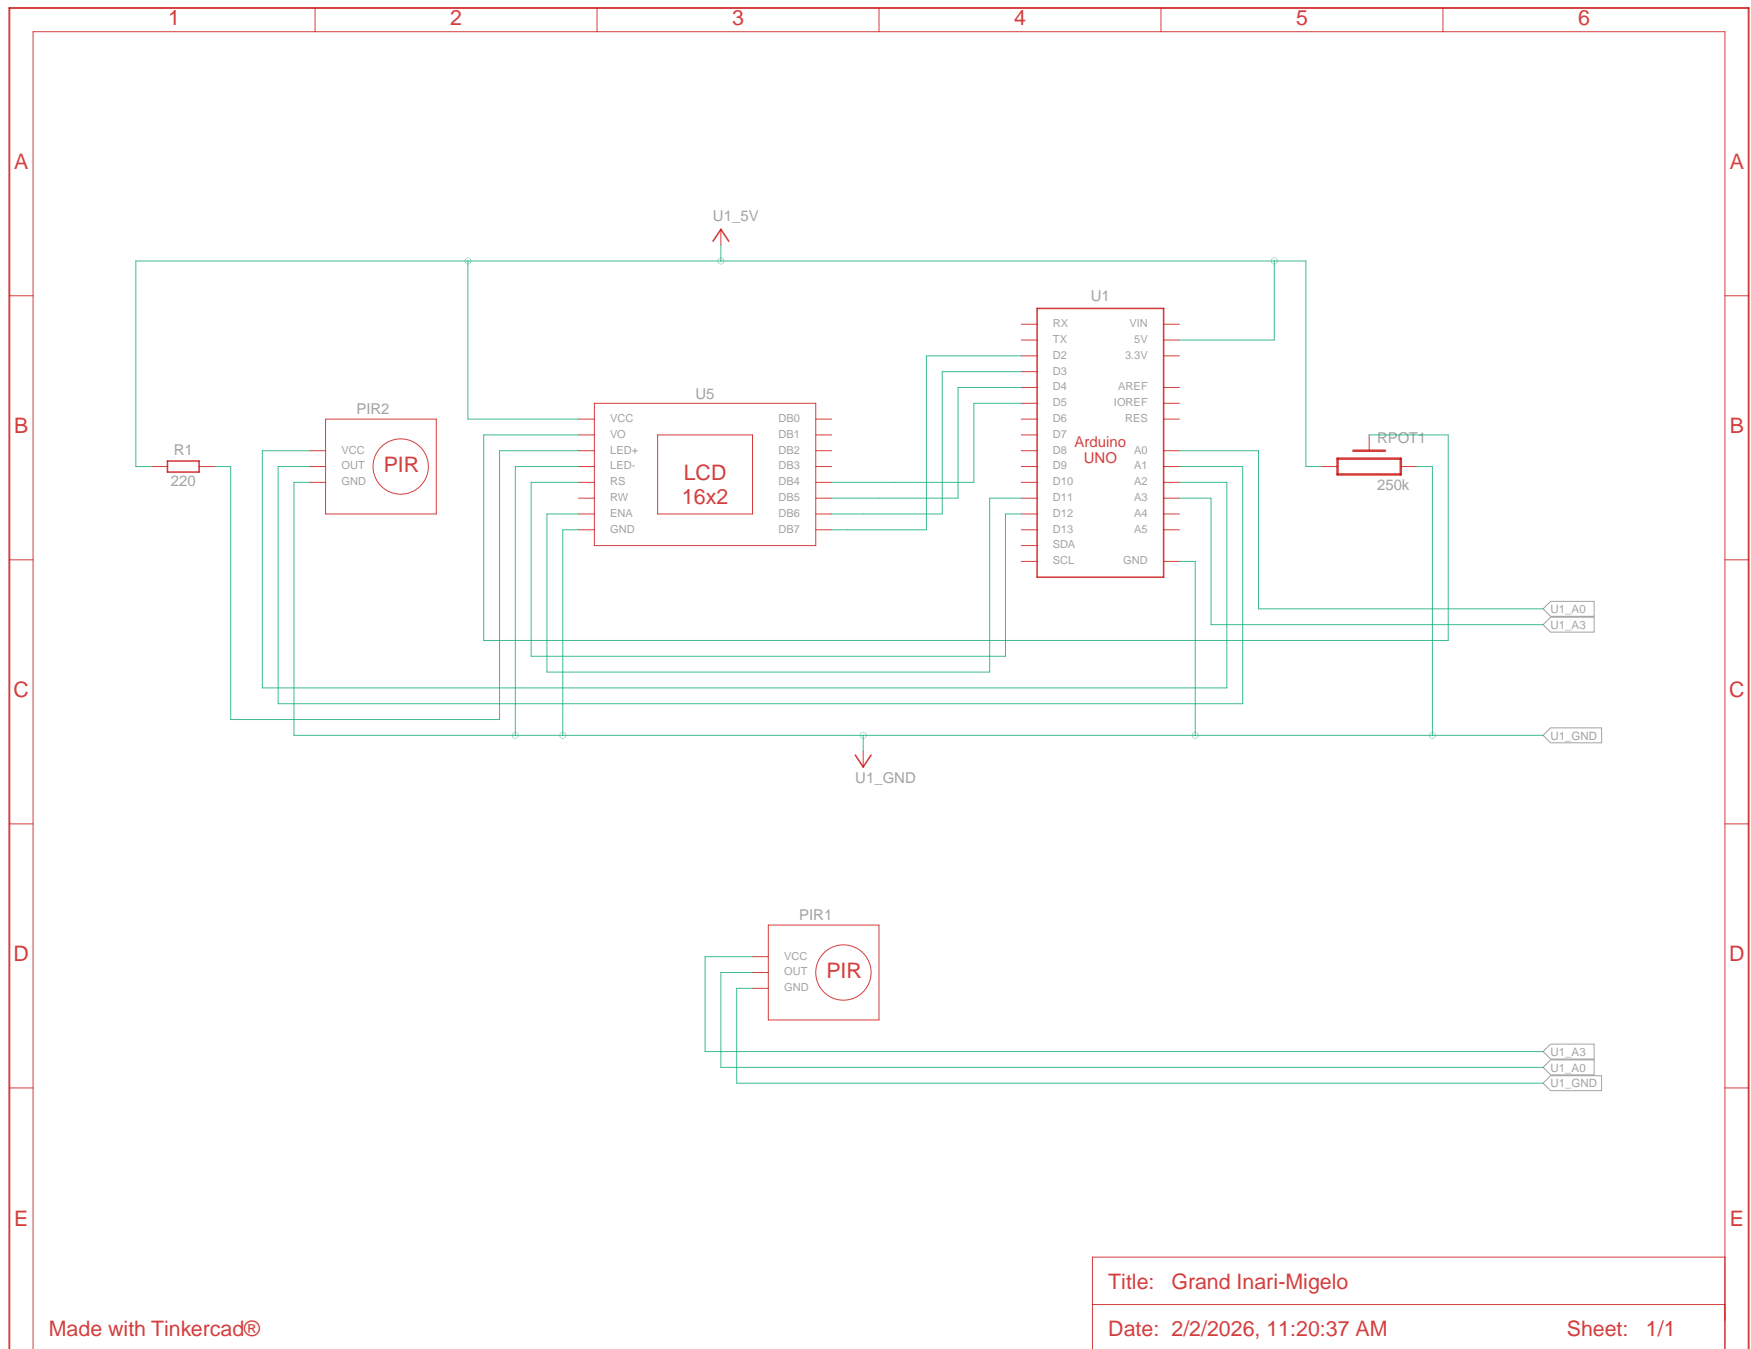 1 2 3 4 5 6
A A
U1_5V
U1
RX VIN
TX 5V
D2 3.3V
D3
D4 AREF
D5 IOREF
D6 RES
D7
Arduino
UNO
D8 A0
D9 A1
D10 A2
D11 A3
D12 A4
D13 A5
SDA
SCL GND
B B
U5
VCC DB0
VO DB1
LED+ DB2
LED- DB3
RS DB4
RW DB5
ENA DB6
GND DB7
LCD
16x2
PIR2
VCC
OUT
GND
PIR
R1
220
RPOT1
250k
U1_A0
U1_A3
C C
U1_GND
U1_GND
PIR1
VCC
OUT
GND
PIR
D D
U1_A3
U1_A0
U1_GND
E E
Title: Grand Inari-Migelo
Made with Tinkercad®
Date: 2/2/2026, 11:20:37 AM Sheet: 1/1